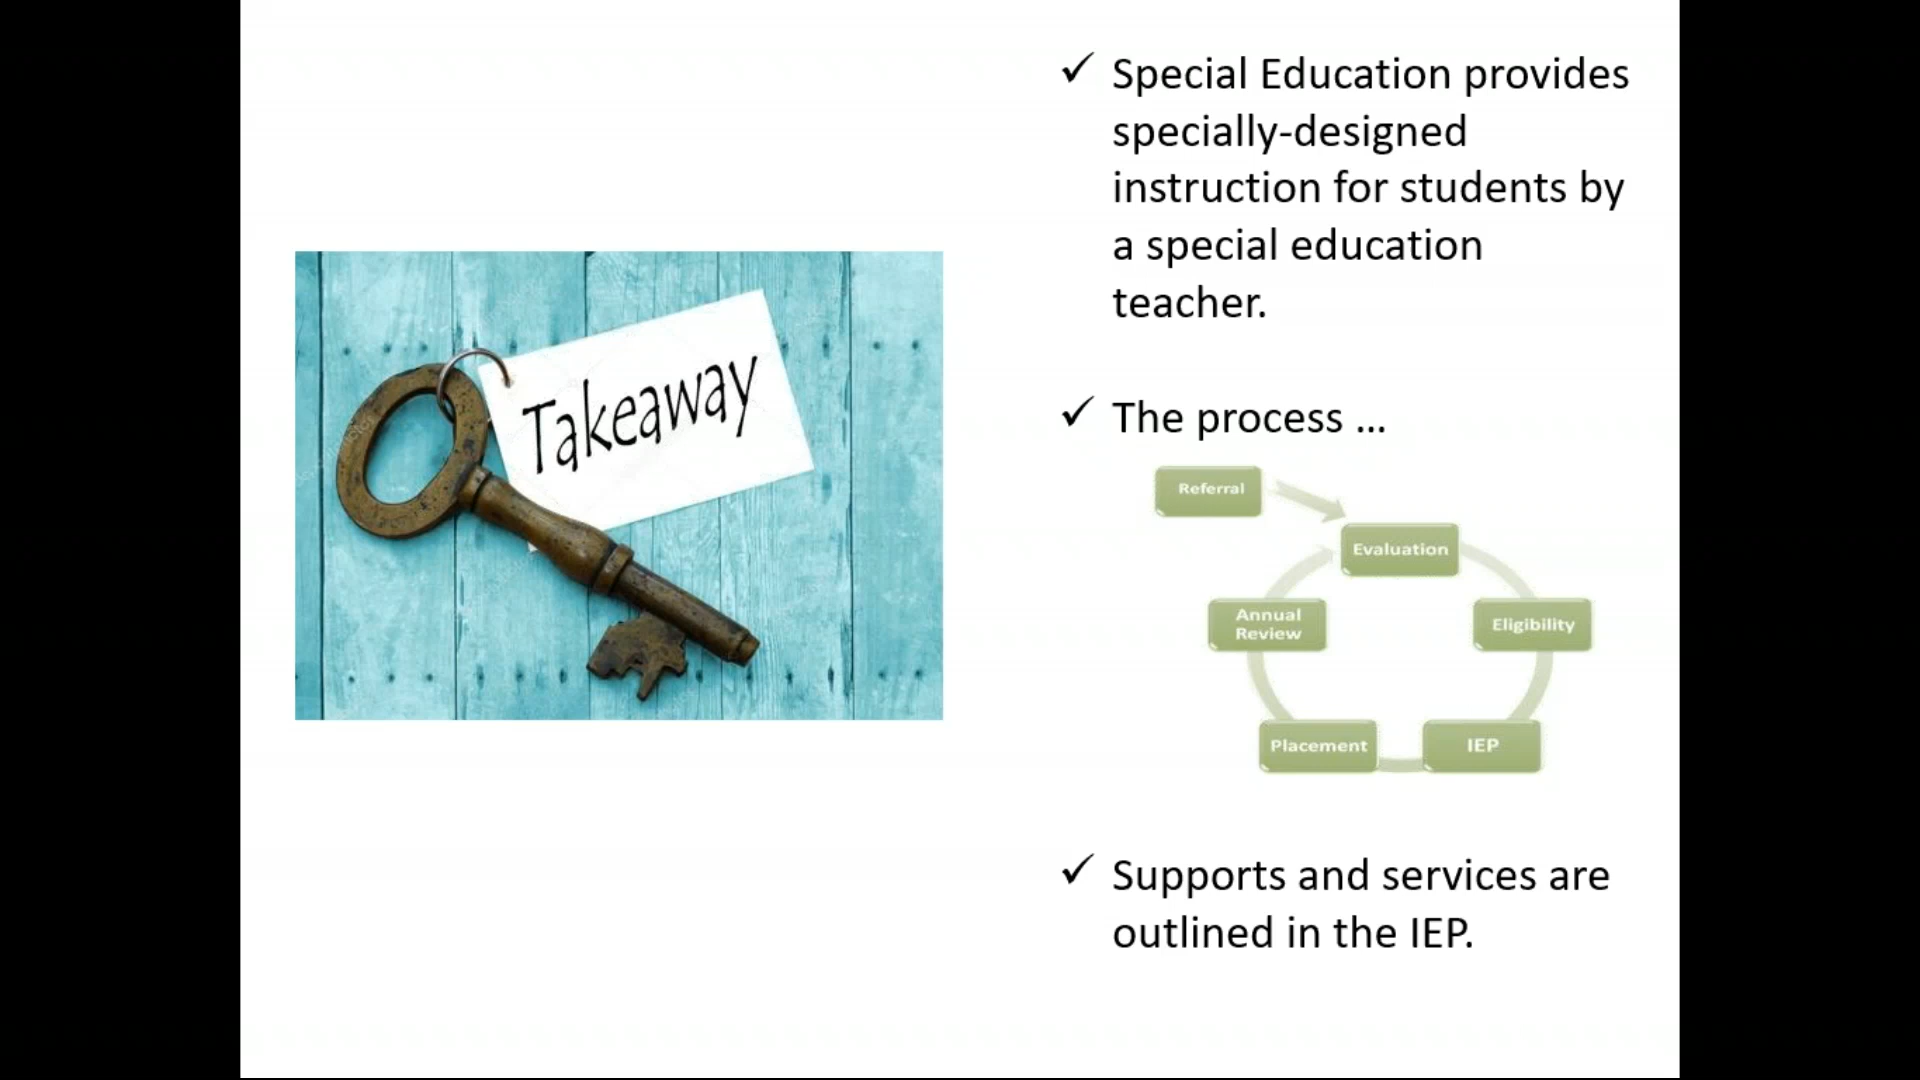 Takeaway
✓ Special Education provides
specially-designed
instruction for students by
a special education
teacher.
✓ The process ...
Referral
Evaluation
Eligibility
IEP
Placement
Annual
Review
✓ Supports and services are
outlined in the IEP.